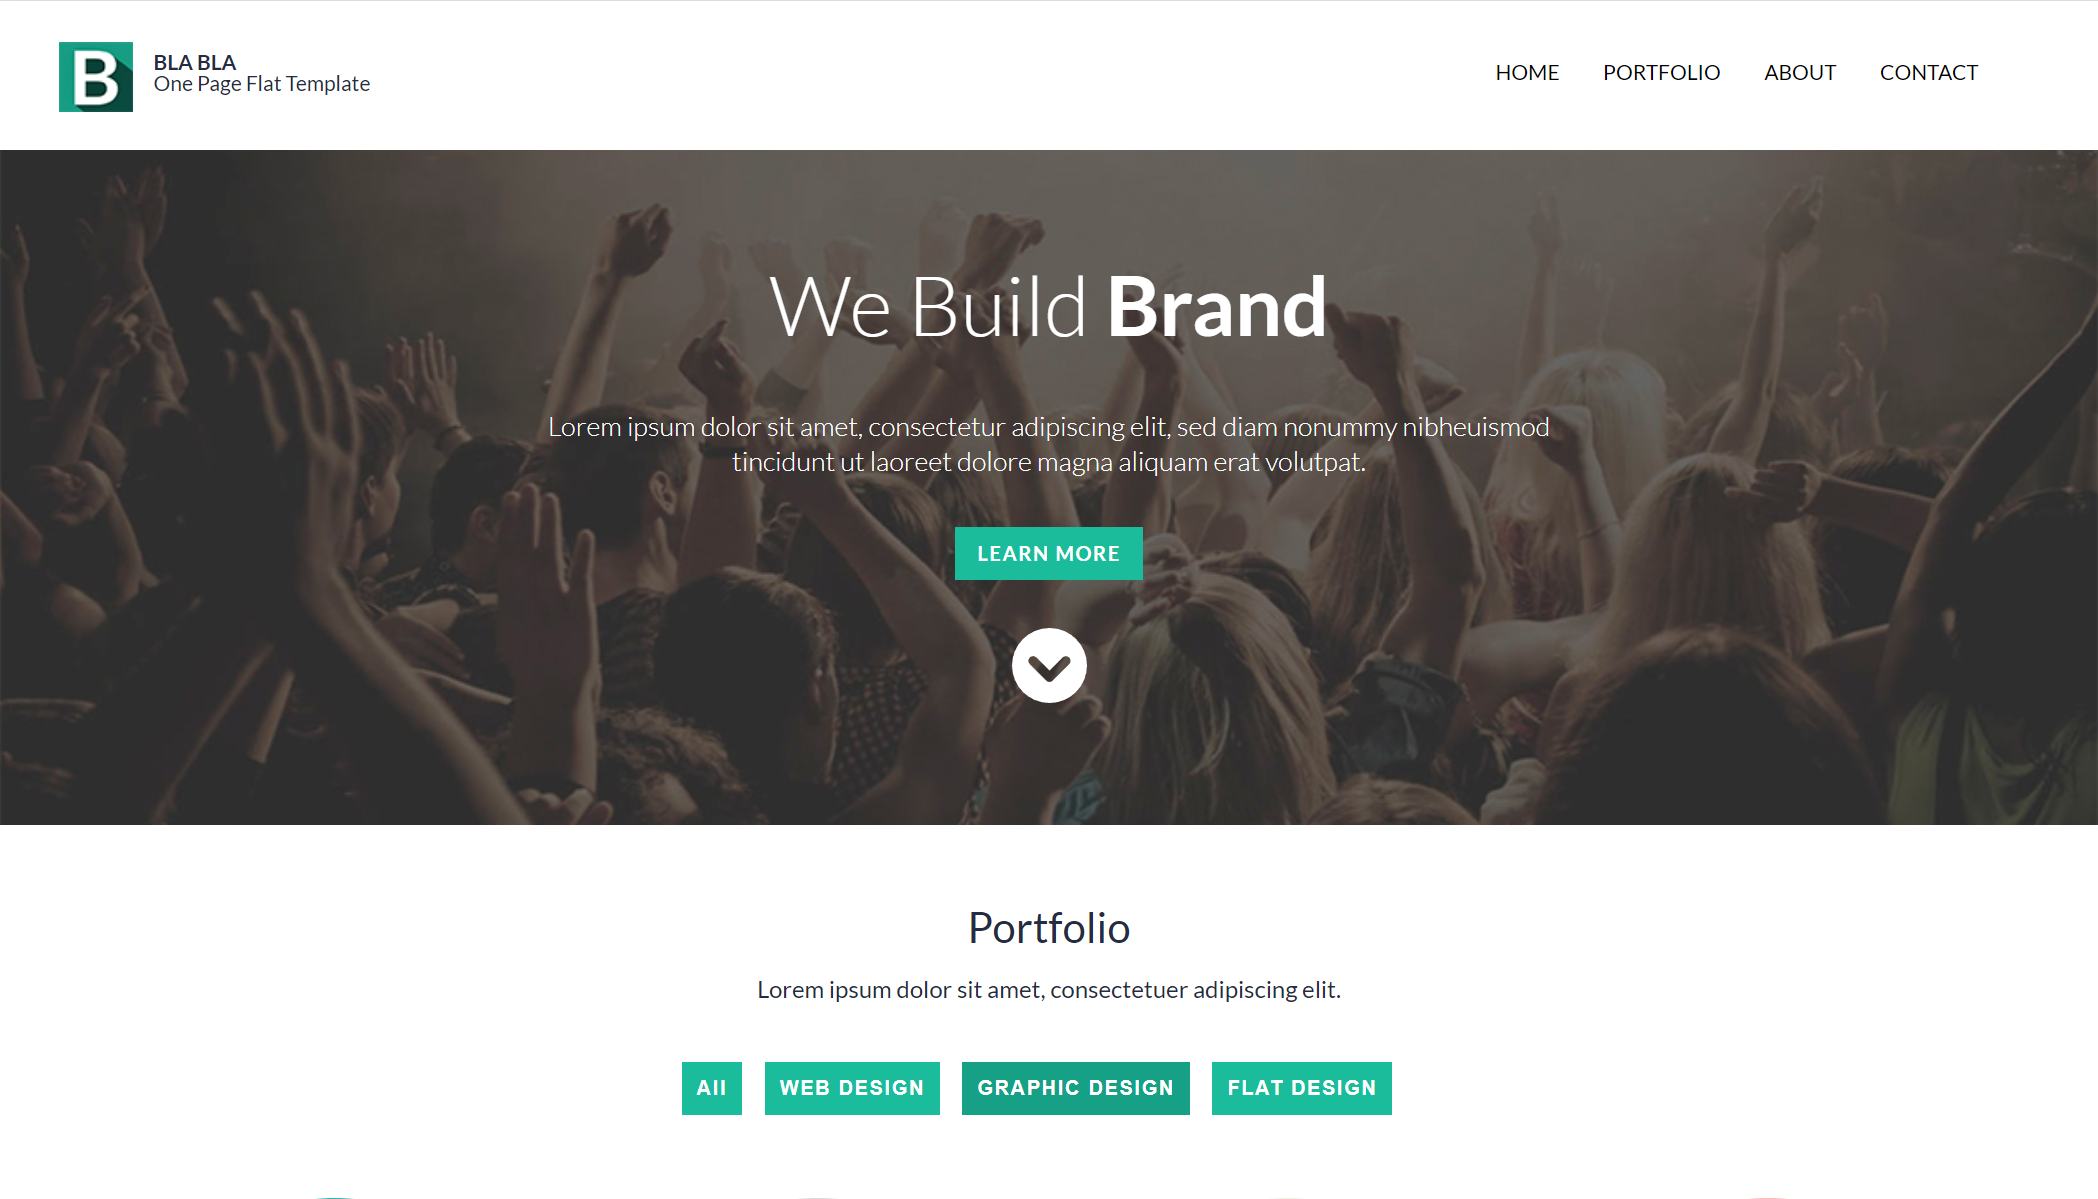 B
BLA BLA
One Page Flat Template
HOME PORTFOLIO ABOUT CONTACT
We Build Brand
Lorem ipsum dolor sit amet, consectetur adipiscing elit, sed diam nonummy nibheuismod
tincidunt ut laoreet dolore magna aliquam erat volutpat.
LEARN MORE
Portfolio
Lorem ipsum dolor sit amet, consectetuer adipiscing elit.
All WEB DESIGN GRAPHIC DESIGN FLAT DESIGN